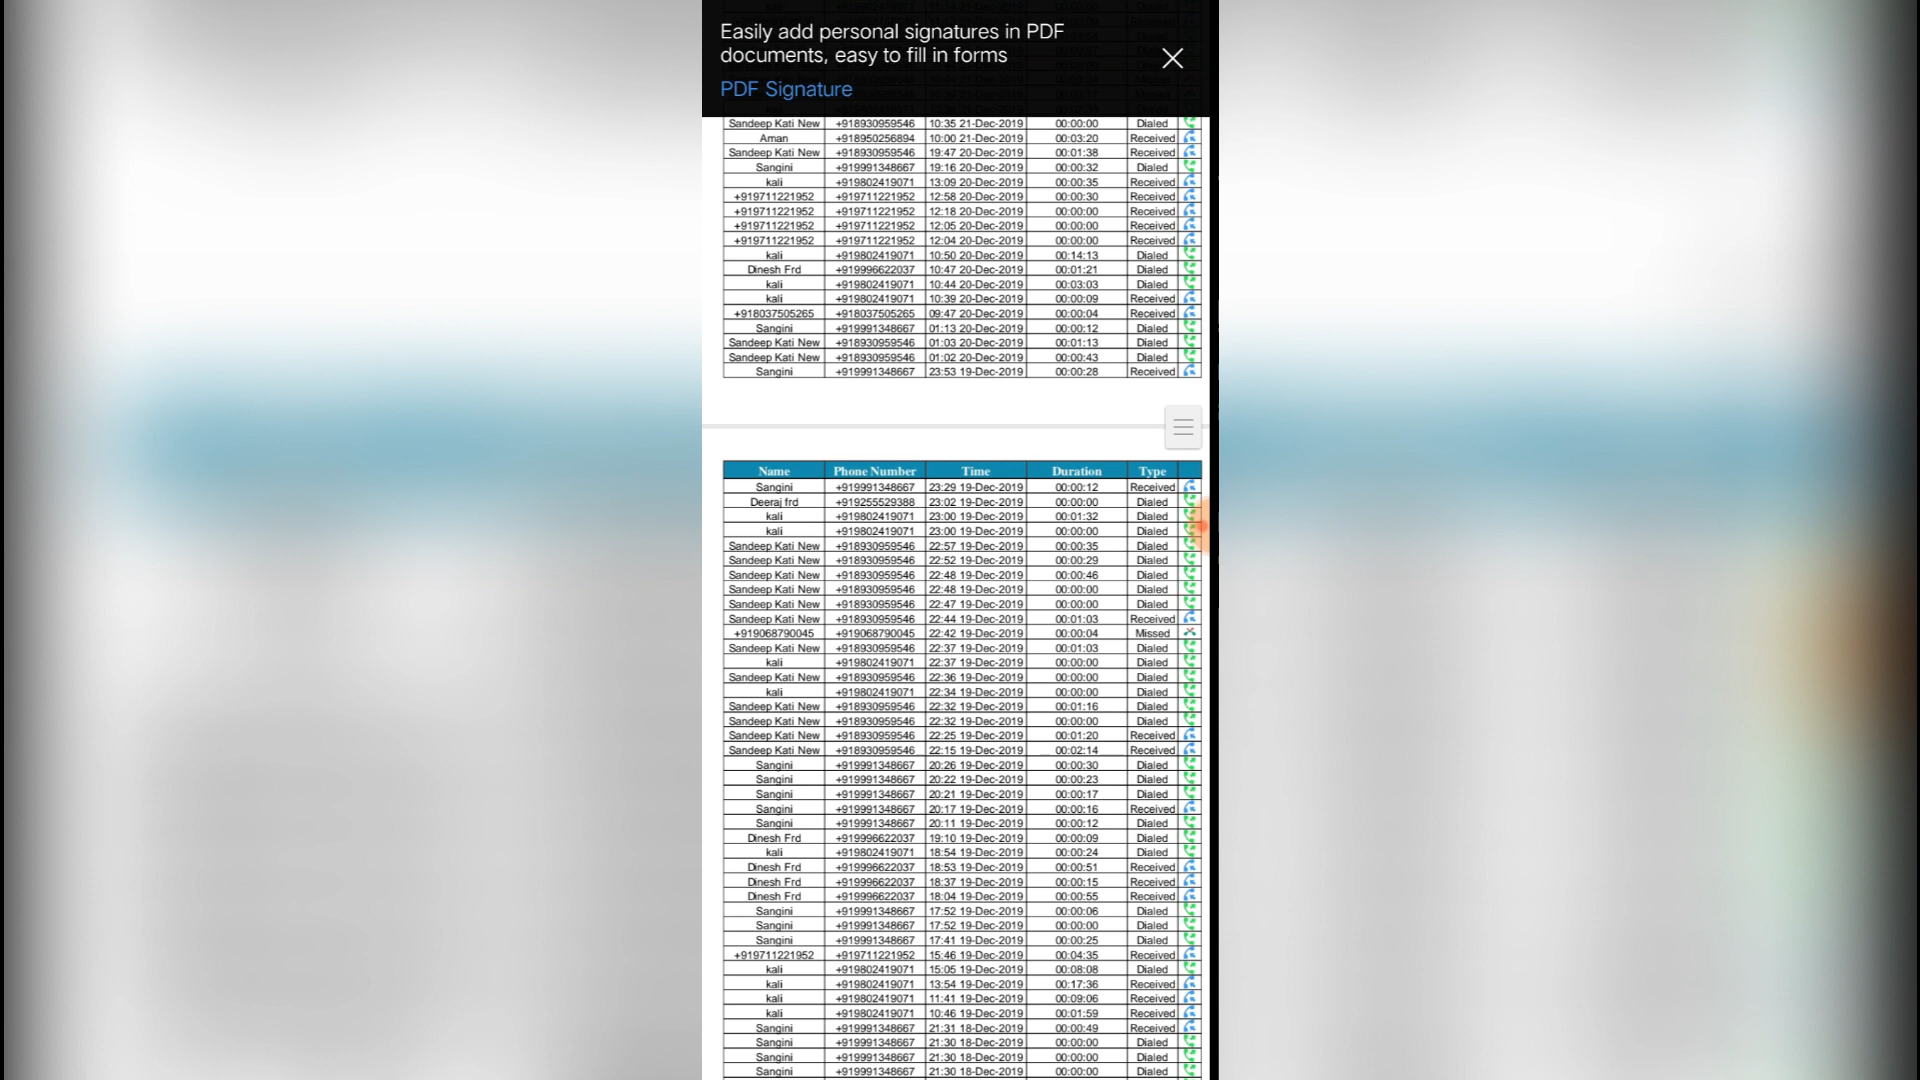 Easily add personal signatures in PDF
documents, easy to fill in forms
PDF Signature
Sandeep Kati New +918930959546 10:35 21-Dec-2019 00:00:00 Dialed
Aman +918950256894 10:00 21-Dec-2019 00:03:20 Received
Sandeep Kati New +918930959546 19:47 20-Dec-2019 00:01:38 Received
Sangini +919991348667 19:16 20-Dec-2019 00:00:32 Dialed
kali +919802419071 13:09 20-Dec-2019 00:00:35 Received
+919711221952 +919711221952 12:58 20-Dec-2019 00:00:30 Received
+919711221952 +919711221952 12:18 20-Dec-2019 00:00:00 Received
+919711221952 +919711221952 12:05 20-Dec-2019 00:00:00 Received
+919711221952 +919711221952 12:04 20-Dec-2019 00:00:00 Received
kali +919802419071 10:50 20-Dec-2019 00:14:13 Dialed
Dinesh Frd +919996622037 10:47 20-Dec-2019 00:01:21 Dialed
kali +919802419071 10:44 20-Dec-2019 00:03:03 Dialed
kali +919802419071 10:39 20-Dec-2019 00:00:09 Received
+918037505265 +918037505265 09:47 20-Dec-2019 00:00:04 Received
Sangini +919991348667 01:13 20-Dec-2019 00:00:12 Dialed
Sandeep Kati New +918930959546 01:03 20-Dec-2019 00:01:13 Dialed
Sandeep Kati New +918930959546 01:02 20-Dec-2019 00:00:43 Dialed
Sangini +919991348667 23:53 19-Dec-2019 00:00:28 Received
Name Phone Number Time Duration Type
Sangini +919991348667 23:29 19-Dec-2019 00:00:12 Received
Deeraj frd +919255529388 23:02 19-Dec-2019 00:00:00 Dialed
kali +919802419071 23:00 19-Dec-2019 00:01:32 Dialed
kali +919802419071 23:00 19-Dec-2019 00:00:00 Dialed
Sandeep Kati New +918930959546 22:57 19-Dec-2019 00:00:35 Dialed
Sandeep Kati New +918930959546 22:52 19-Dec-2019 00:00:29 Dialed
Sandeep Kati New +918930959546 22:48 19-Dec-2019 00:00:46 Dialed
Sandeep Kati New +918930959546 22:48 19-Dec-2019 00:00:00 Dialed
Sandeep Kati New +918930959546 22:47 19-Dec-2019 00:00:00 Dialed
Sandeep Kati New +918930959546 22:44 19-Dec-2019 00:01:03 Received
+919068790045 +919068790045 22:42 19-Dec-2019 00:00:04 Missed
Sandeep Kati New +918930959546 22:37 19-Dec-2019 00:01:03 Dialed
kali +919802419071 22:37 19-Dec-2019 00:00:00 Dialed
Sandeep Kati New +918930959546 22:36 19-Dec-2019 00:00:00 Dialed
kali +919802419071 22:34 19-Dec-2019 00:00:00 Dialed
Sandeep Kati New +918930959546 22:32 19-Dec-2019 00:01:16 Dialed
Sandeep Kati New +918930959546 22:32 19-Dec-2019 00:00:00 Dialed
Sandeep Kati New +918930959546 22:25 19-Dec-2019 00:01:20 Received
Sandeep Kati New +918930959546 22:15 19-Dec-2019 00:02:14 Received
Sangini +919991348667 20:26 19-Dec-2019 00:00:30 Dialed
Sangini +919991348667 20:22 19-Dec-2019 00:00:23 Dialed
Sangini +919991348667 20:21 19-Dec-2019 00:00:17 Dialed
Sangini +919991348667 20:17 19-Dec-2019 00:00:16 Received
Sangini +919991348667 20:11 19-Dec-2019 00:00:12 Dialed
Dinesh Frd +919996622037 19:10 19-Dec-2019 00:00:09 Dialed
kali +919802419071 18:54 19-Dec-2019 00:00:24 Dialed
Dinesh Frd +919996622037 18:53 19-Dec-2019 00:00:51 Received
Dinesh Frd +919996622037 18:37 19-Dec-2019 00:00:15 Received
Dinesh Frd +919996622037 18:04 19-Dec-2019 00:00:55 Received
Sangini +919991348667 17:52 19-Dec-2019 00:00:06 Dialed
Sangini +919991348667 17:52 19-Dec-2019 00:00:00 Dialed
Sangini +919991348667 17:41 19-Dec-2019 00:00:25 Dialed
+919711221952 +919711221952 15:46 19-Dec-2019 00:04:35 Received
kali +919802419071 15:05 19-Dec-2019 00:08:08 Dialed
kali +919802419071 13:54 19-Dec-2019 00:17:36 Received
kali +919802419071 11:41 19-Dec-2019 00:09:06 Received
kali +919802419071 10:46 19-Dec-2019 00:01:59 Received
Sangini +919991348667 21:31 18-Dec-2019 00:00:49 Received
Sangini +919991348667 21:30 18-Dec-2019 00:00:00 Dialed
Sangini +919991348667 21:30 18-Dec-2019 00:00:00 Dialed
Sangini +919991348667 21:30 18-Dec-2019 00:00:00 Dialed